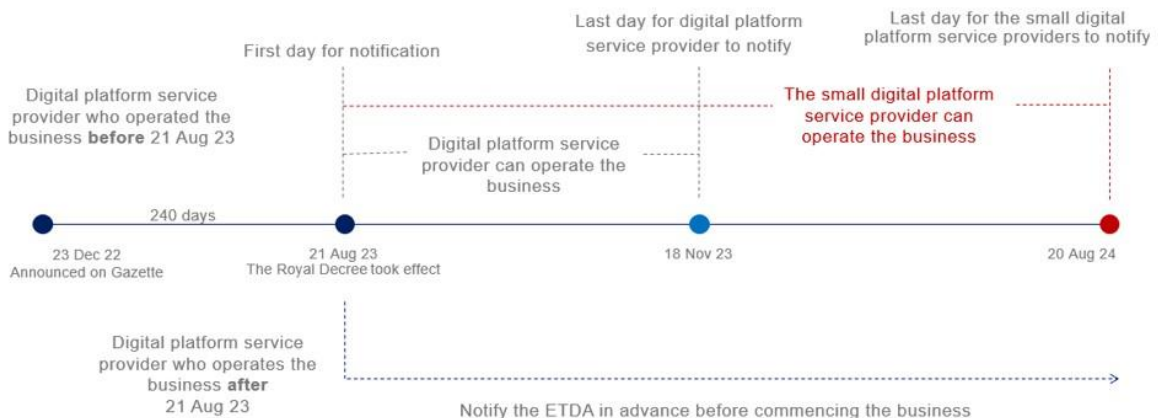 First day for notification
Last day for digital platform
service provider to notify
Last day for the small digital
platform service providers to notify
Digital platform service
provider who operated the
business before 21 Aug 23
The small digital platform
service provider can
operate the business
Digital platform service
provider can operate the
business
240 days
23 Dec 22
Announced on Gazette
21 Aug 23
The Royal Decree took effect
18 Nov 23
20 Aug 24
Digital platform service
provider who operates the
business after
21 Aug 23
Notify the ETDA in advance before commencing the business